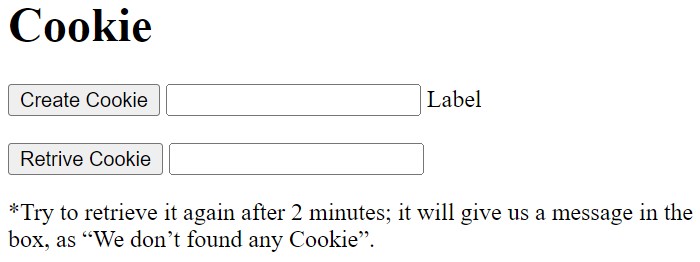 Cookie
Create Cookie Label
Retrive Cookie
*Try to retrieve it again after 2 minutes; it will give us a message in the
box, as “We don’t found any Cookie”.